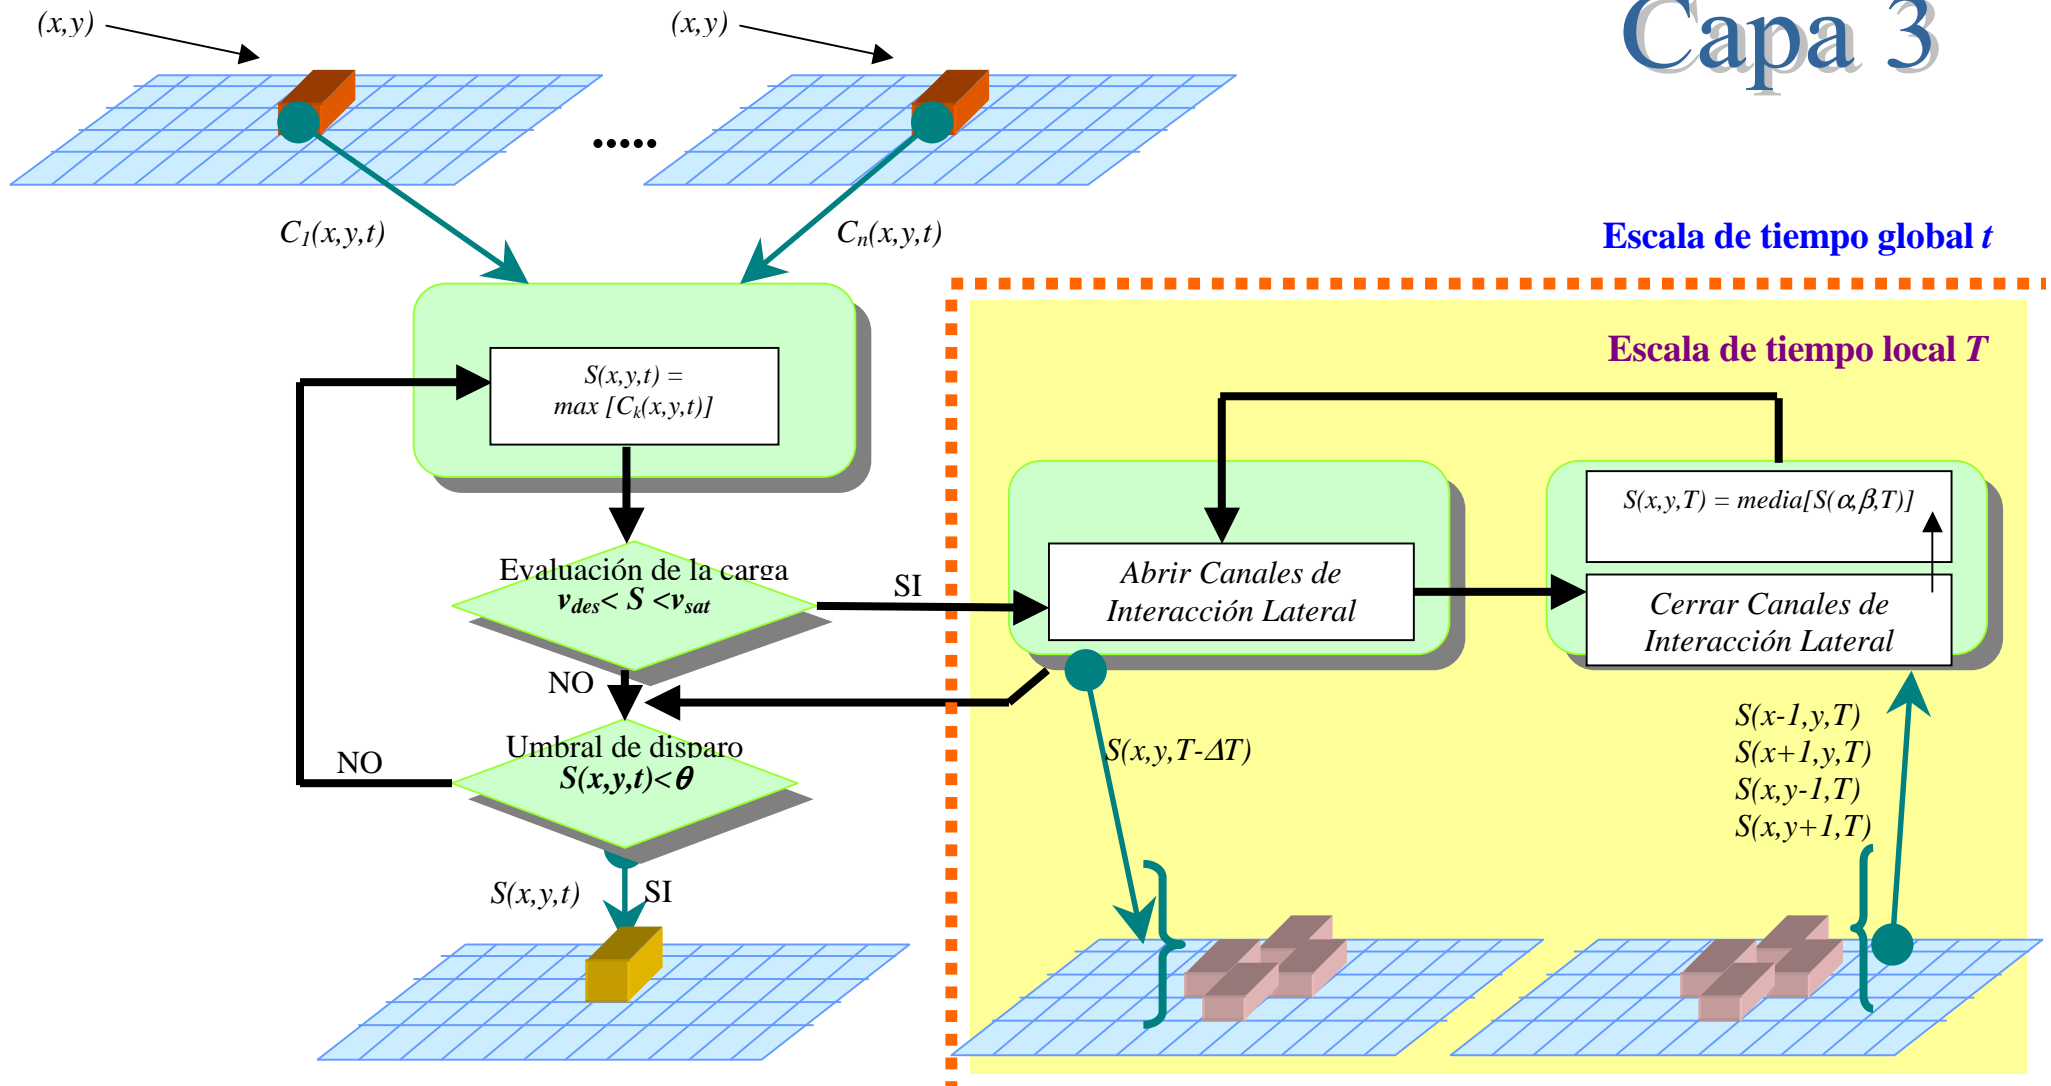 Capa 3
(x,y)
(x,y)
.....
C1(x,y,t)
Cn(x,y,t)
Escala de tiempo global t
Escala de tiempo local T
S(x,y,t) =
max [Ck(x,y,t)]
S(x,y,T) = media[S(α,β,T)]
Evaluación de la carga
vdes< S <vsat
SI
Abrir Canales de
Interacción Lateral
Cerrar Canales de
Interacción Lateral
NO
Umbral de disparo
S(x,y,t)<θ
NO
S(x,y,T-ΔT)
S(x-1,y,T)
S(x+1,y,T)
S(x,y-1,T)
S(x,y+1,T)
S(x,y,t)
SI